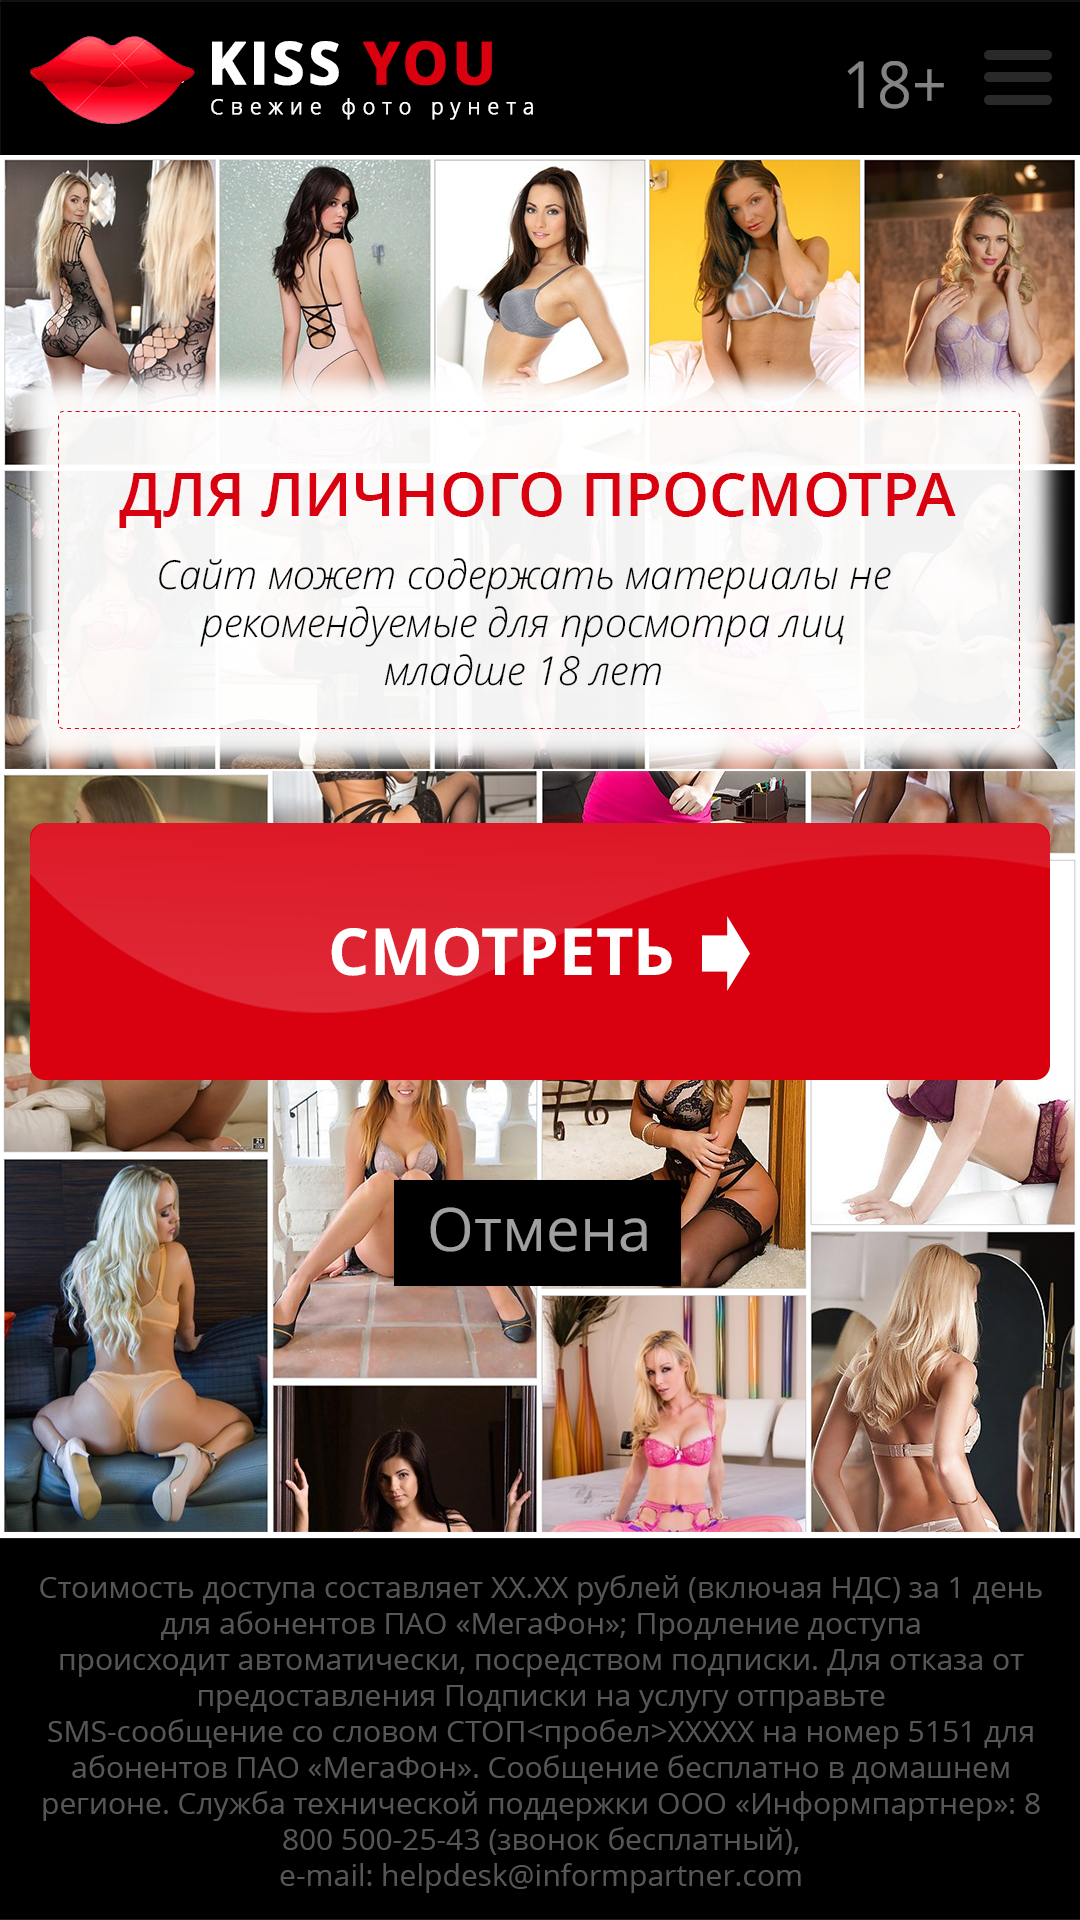 KISS YOU
Свежие фото рунета
18+
ДЛЯ ЛИЧНОГО ПРОСМОТРА
Сайт может содержать материалы не
рекомендуемые для просмотра лиц
младше 18 лет
СМОТРЕТЬ
Отмена
Стоимость доступа составляет XX.XX рублей (включая НДС) за 1 день
для абонентов ПАО «МегаФон»; Продление доступа
происходит автоматически, посредством подписки. Для отказа от
предоставления Подписки на услугу отправьте
SMS-сообщение со словом СТОП<пробел>XXXXX на номер 5151 для
абонентов ПАО «МегаФон». Сообщение бесплатно в домашнем
регионе. Служба технической поддержки ООО «Информпартнер»: 8
800 500-25-43 (звонок бесплатный),
e-mail: helpdesk@informpartner.com